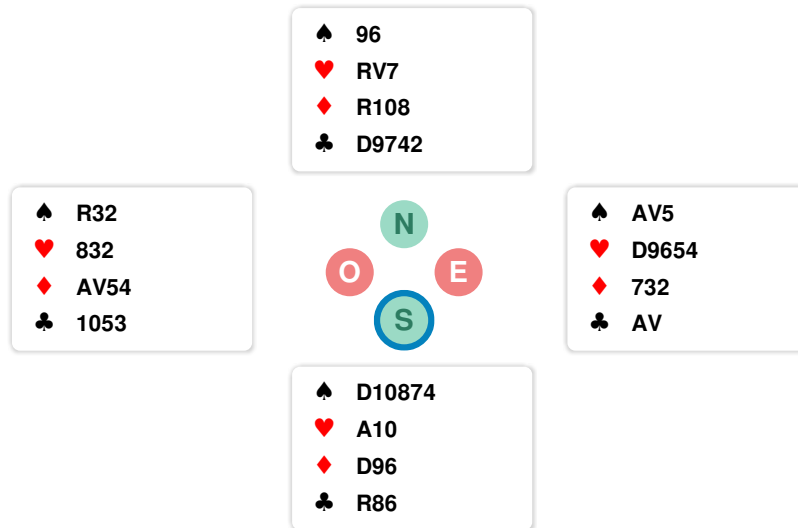 ♠ 96
♥ RV7
♦ R108
♣ D9742
♠ R32
♥ 832
♦ AV54
♣ 1053
N
O E
S
♠ AV5
♥ D9654
♦ 732
♣ AV
♠ D10874
♥ A10
♦ D96
♣ R86